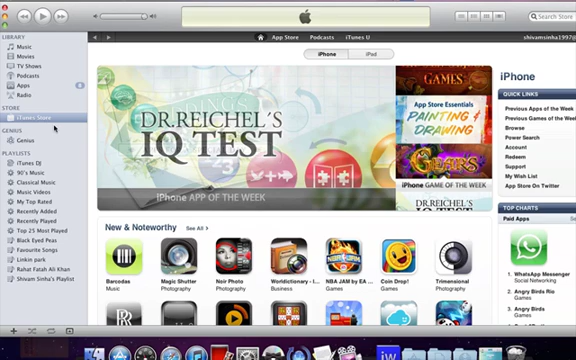 Search Store
App Store Podcasts iTunes U
shivamsinha1997@
LIBRARY
Music
Movies
TV Shows
Podcasts
Apps
Radio
STORE
iTunes Store
GENIUS
Genius
PLAYLISTS
iTunes DJ
90's Music
Classical Music
Music Videos
My Top Rated
Recently Added
Recently Played
Top 25 Most Played
Black Eyed Peas
Favourite Songs
Linkin park
Rahat Fateh Ali Khan
Shivam Sinha's Playlist
iPhone iPad
DR.REICHEL'S
IQ TEST
iPhone APP OF THE WEEK
GAMES
App Store Essentials
PAINTING &
DRAWING
Gears
iPhone GAME OF THE WEEK
iPhone
QUICK LINKS
Previous Apps of the Week
Previous Games of the Week
Browse
Power Search
Account
Redeem
Support
My Wish List
App Store On Twitter
New & Noteworthy See All >
Barcodas
Music
Magic Shutter
Photography
Noir Photo
Photography
Worldictionary - I...
Business
NBA JAM by EA ...
Games
Coin Drop!
Games
Trimensional
Photography
TOP CHARTS
Paid Apps
1. WhatsApp Messenger
Social Networking
2. Angry Birds Rio
Games
3. Angry Birds
Games